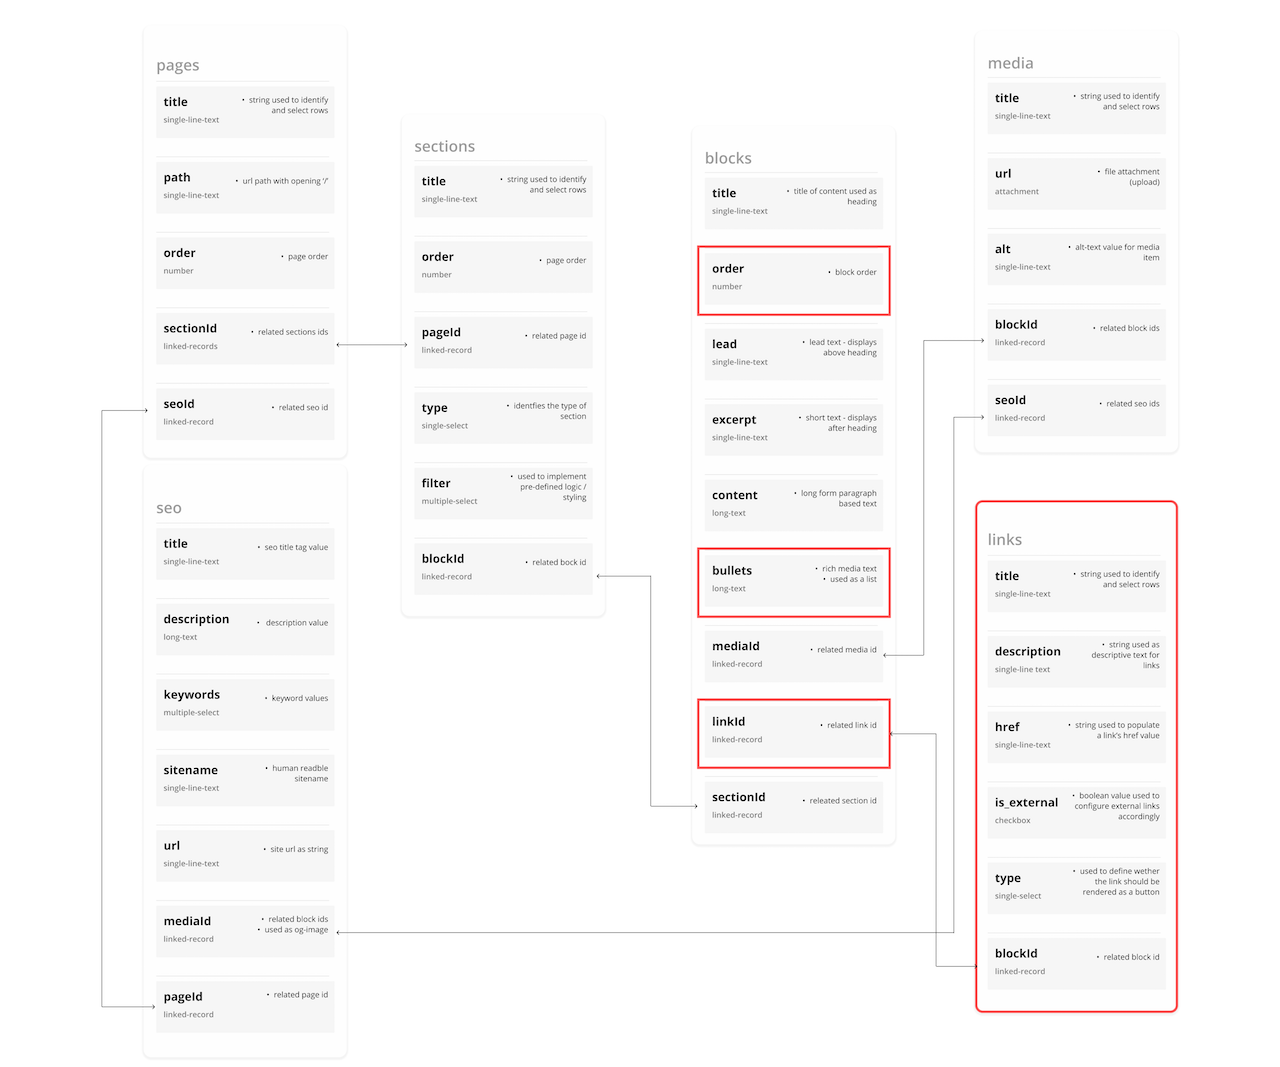 pages
title
single-line-text
• string used to identify
and select rows
path
single-line-text
• url path with opening '/'
order
number
• page order
sectionId
linked-records
• related sections ids
seoId
linked-record
• related seo id
seo
title
single-line-text
• seo title tag value
description
long-text
• description value
keywords
multiple-select
• keyword values
sitename
single-line-text
• human readble
sitename
url
single-line-text
• site url as string
mediaId
linked-record
• related block ids
• used as og-image
pageId
linked-record
• related page id
sections
title
single-line-text
• string used to identify
and select rows
order
number
• page order
pageId
linked-record
• related page id
type
single-select
• identfies the type of
section
filter
multiple-select
• used to implement
pre-defined logic /
styling
blockId
linked-record
• related bock id
blocks
title
single-line-text
• title of content used as
heading
order
number
• block order
lead
single-line-text
• lead text - displays
above heading
excerpt
single-line-text
• short text - displays
after heading
content
long-text
• long form paragraph
based text
bullets
long-text
• rich media text
• used as a list
mediaId
linked-record
• related media id
linkId
linked-record
• related link id
sectionId
linked-record
• releated section id
media
title
single-line-text
• string used to identify
and select rows
url
attachment
• file attachment
(upload)
alt
single-line-text
• alt-text value for media
item
blockId
linked-record
• related block ids
seoId
linked-record
• related seo ids
links
title
single-line-text
• string used to identify
and select rows
description
single-line text
• string used as
descriptive text for
links
href
single-line-text
• string used to populate
a link's href value
is_external
checkbox
• boolean value used to
configure external links
accordingly
type
single-select
• used to define wether
the link should be
rendered as a button
blockId
linked-record
• related block id